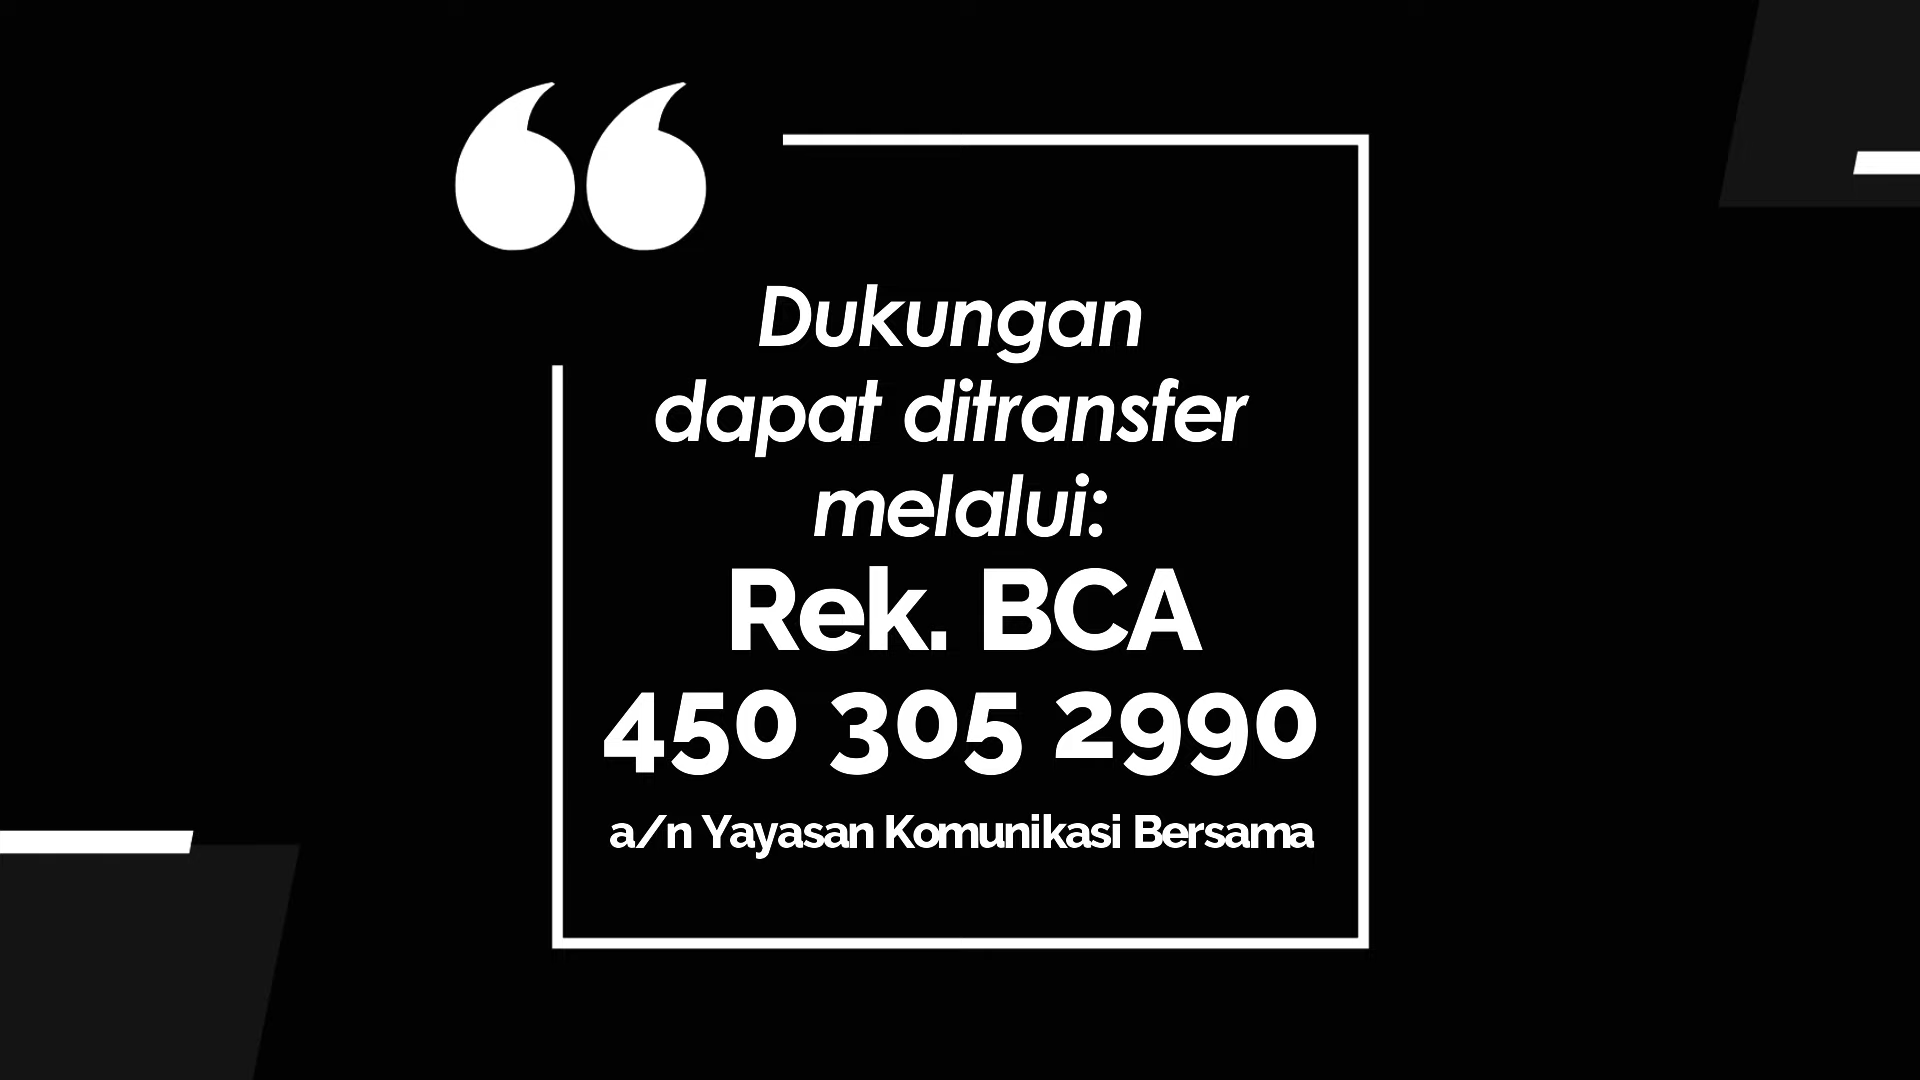 Dukungan
dapat ditransfer
melalui:
Rek. BCA
450 305 2990
a/n Yayasan Komunikasi Bersama